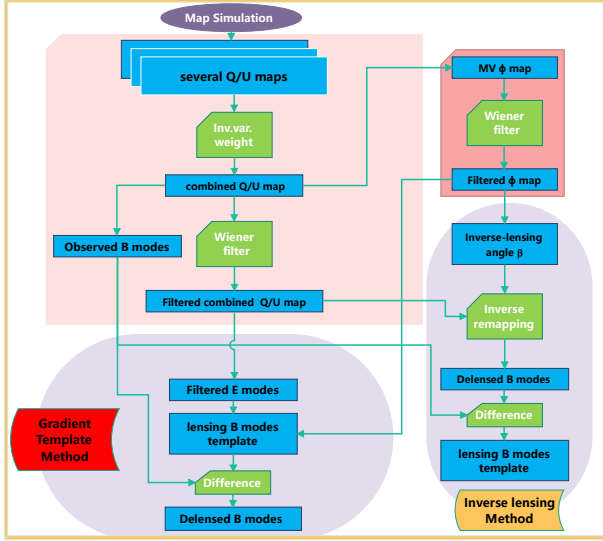 Map Simulation
several Q/U maps
Inv.var.
weight
combined Q/U map
Observed B modes
Wiener
filter
Filtered combined Q/U map
MV ϕ map
Wiener
filter
Filtered ϕ map
Inverse-lensing
angle β
Inverse
remapping
Delensed B modes
Difference
lensing B modes
template
Inverse lensing
Method
Filtered E modes
lensing B modes
template
Difference
Delensed B modes
Gradient
Template
Method